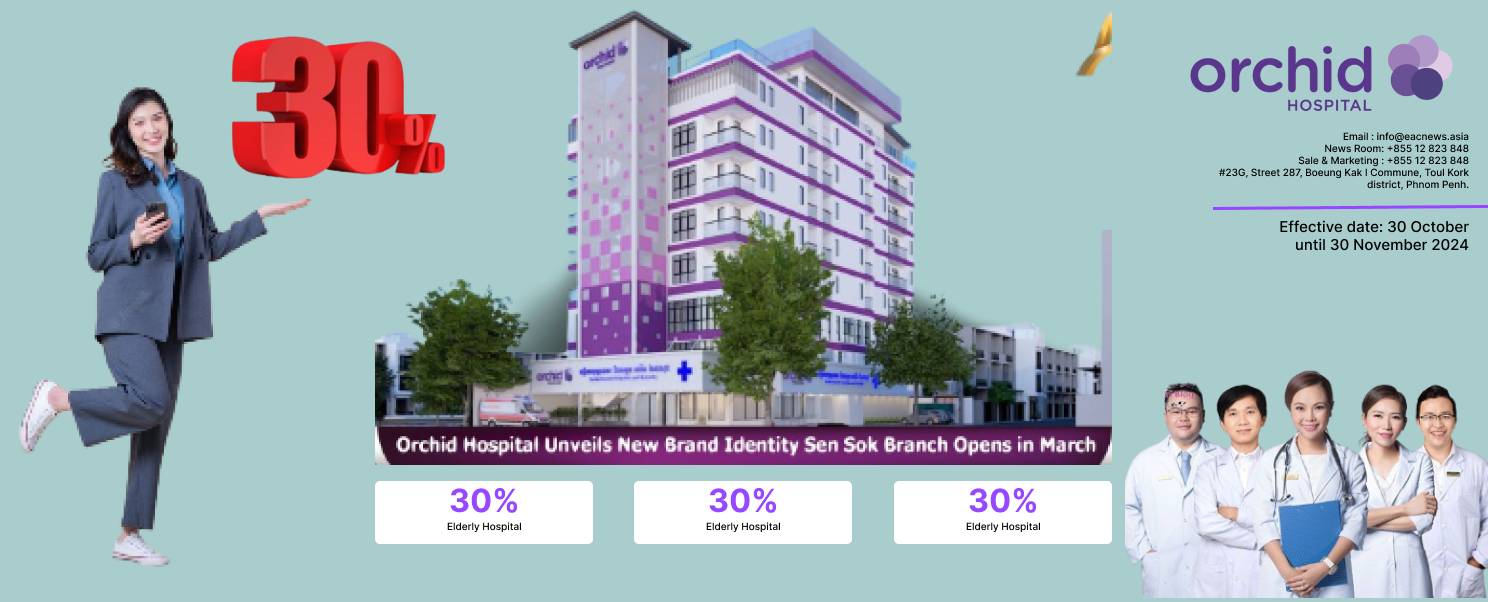 30%
orchid
orchid
Orchid Hospital Unveils New Brand Identity Sen Sok Branch Opens in March
30%
Elderly Hospital
30%
Elderly Hospital
30%
Elderly Hospital
orchid
HOSPITAL
Email : info@eacnews.asia
News Room: +855 12 823 848
Sale & Marketing : +855 12 823 848
#23G, Street 287, Boeung Kak I Commune, Toul Kork
district, Phnom Penh.
Effective date: 30 October
until 30 November 2024